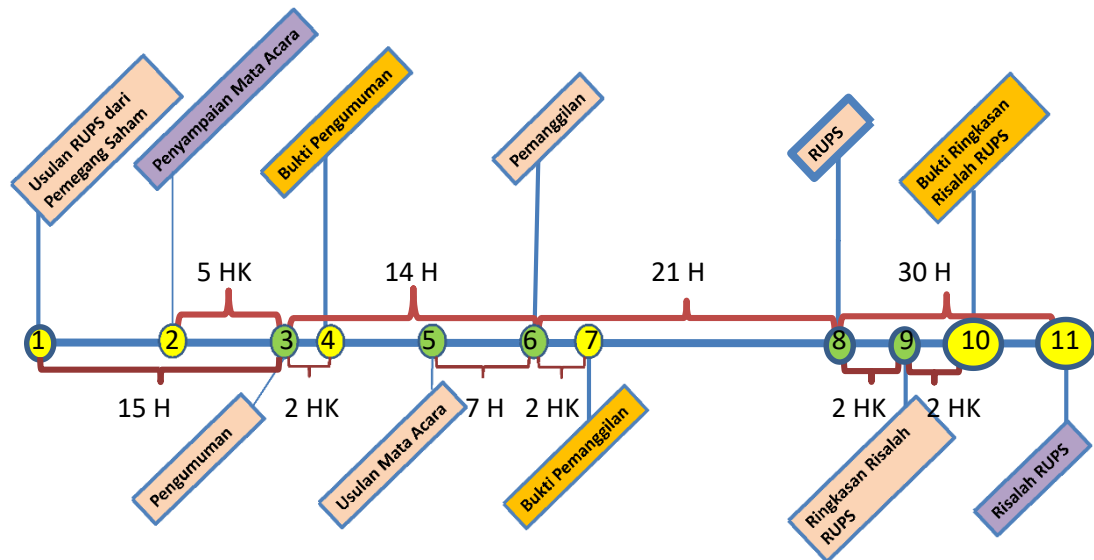 Usulan RUPS dari
Pemegang Saham
Penyampaian Mata Acara
Bukti Pengumuman
Pemanggilan
RUPS
Bukti Ringkasan
Risalah RUPS
5 HK
14 H
21 H
30 H
1
2
3
4
5
6
7
8
9
10
11
15 H
2 HK
7 H
2 HK
2 HK
2 HK
Pengumuman
Usulan Mata Acara
Bukti Pemanggilan
Ringkasan Risalah
RUPS
Risalah RUPS